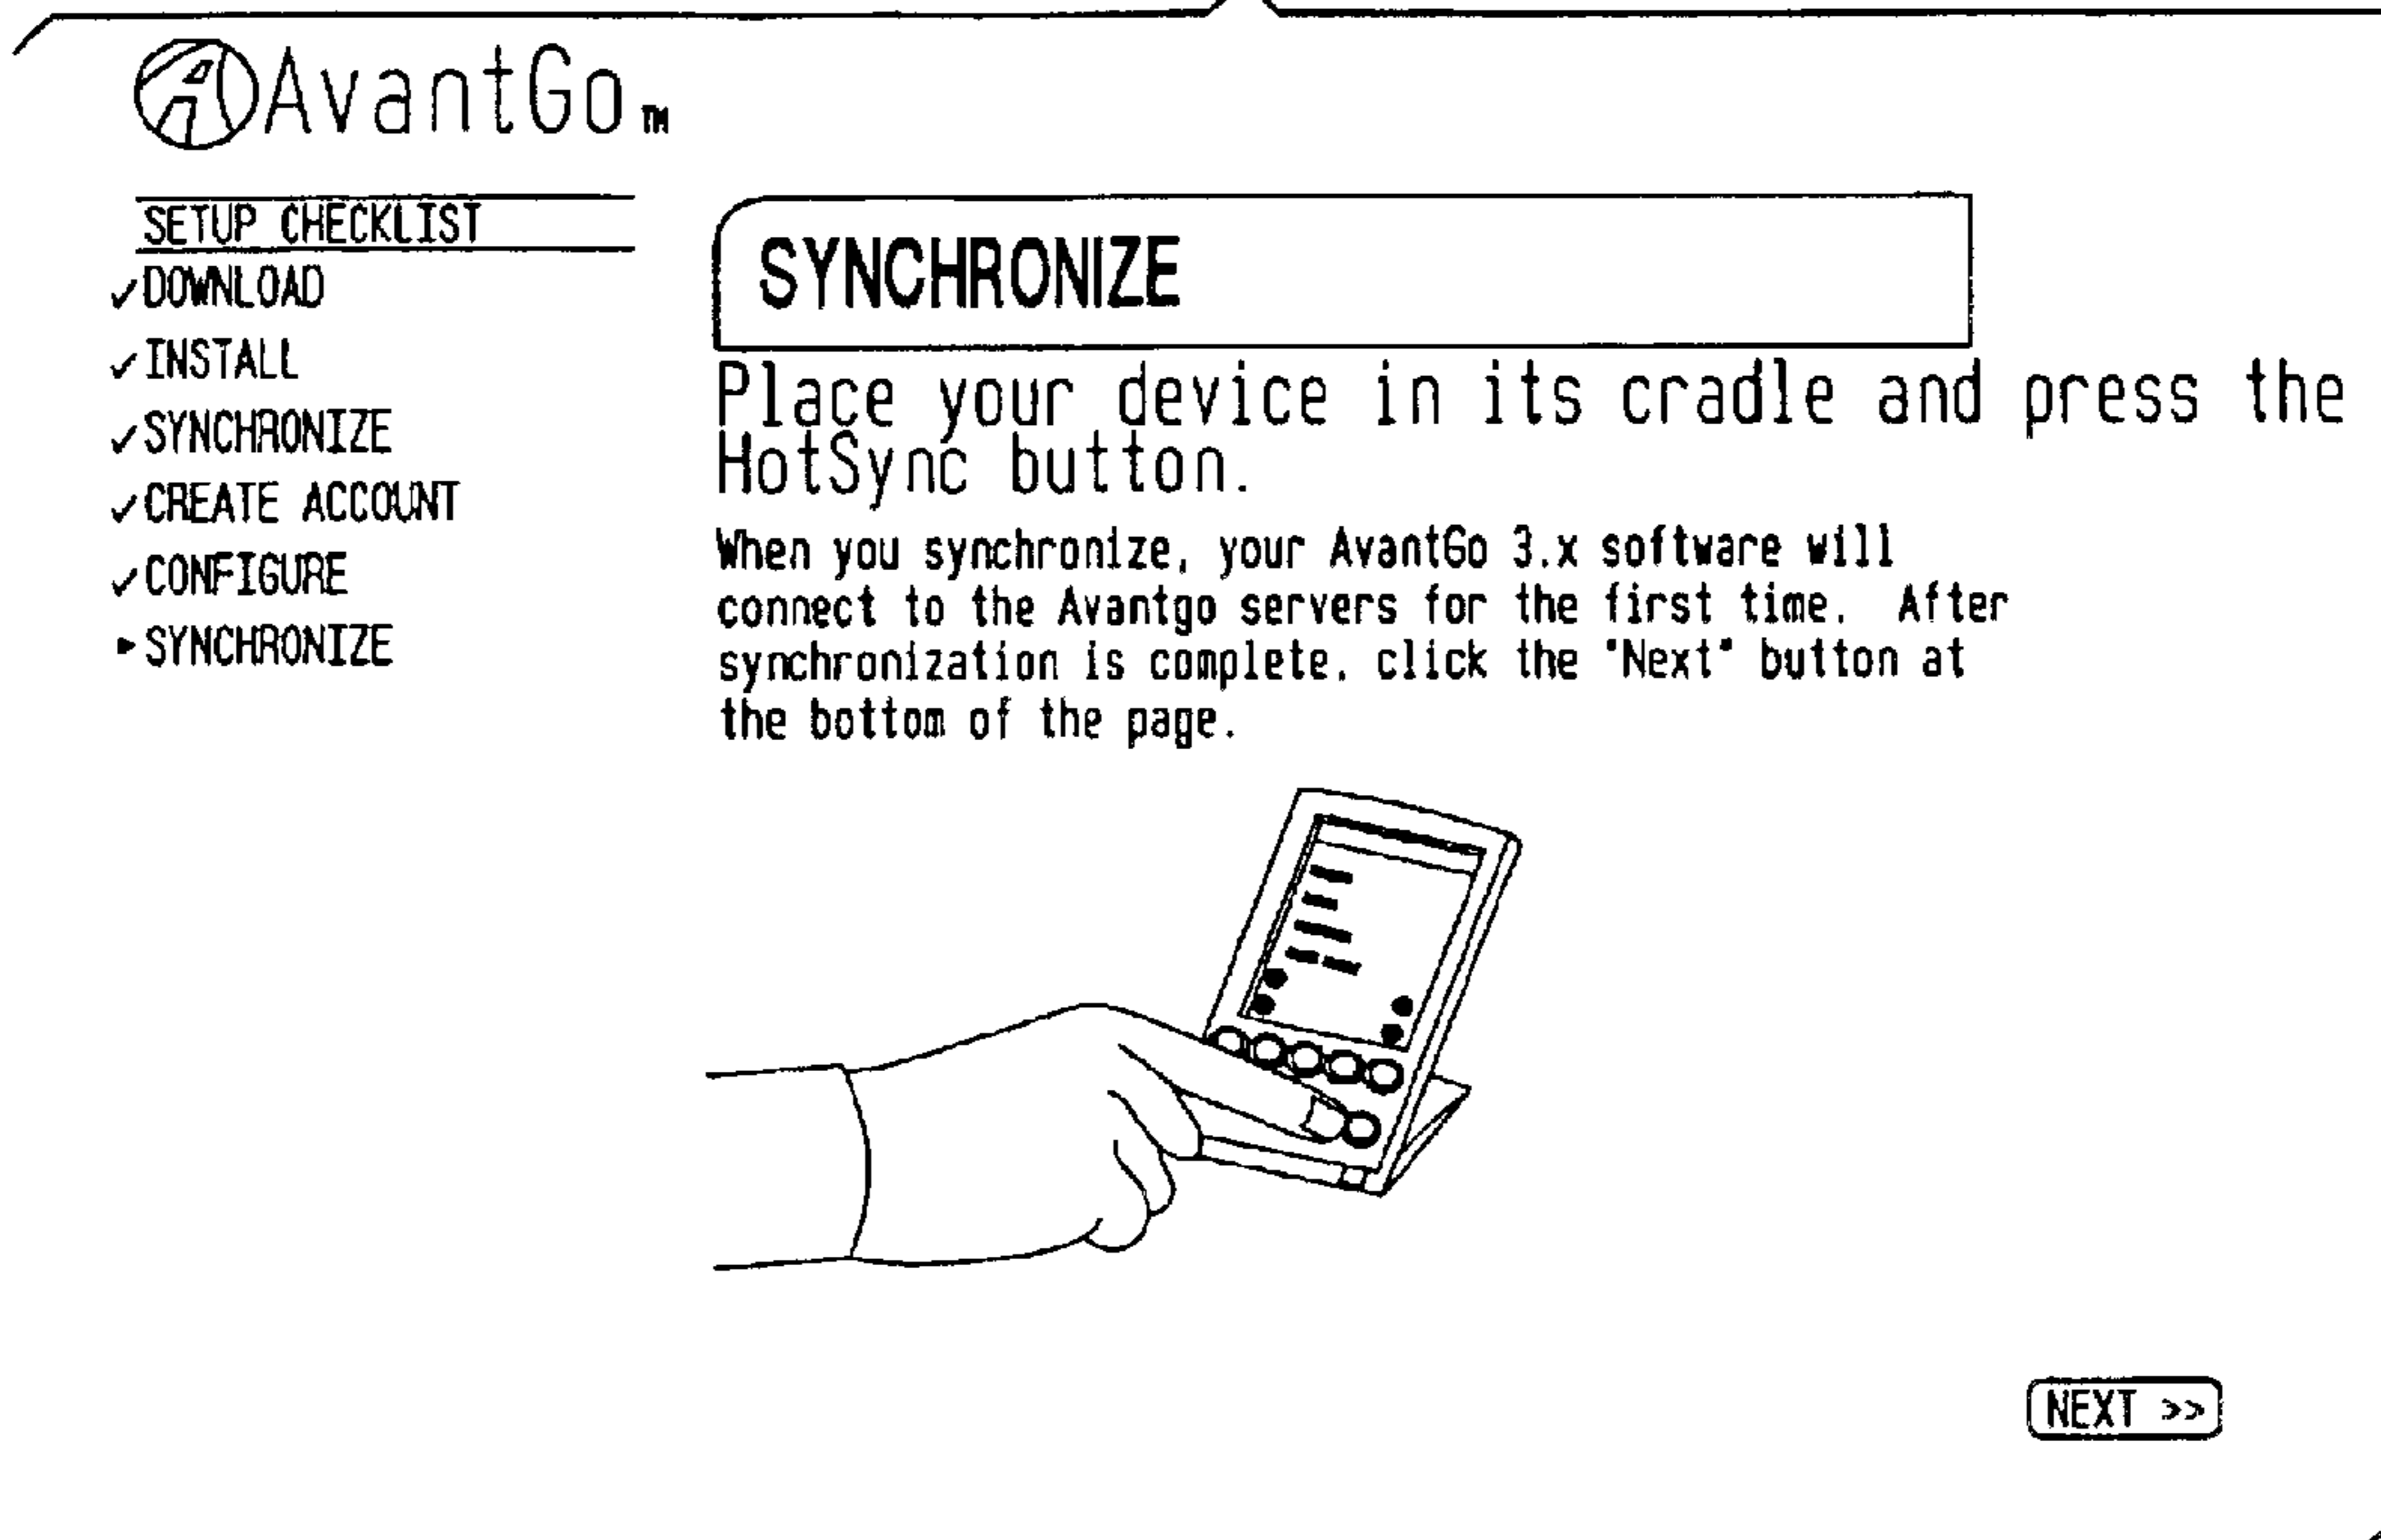 AvantGo TM
SETUP CHECKLIST
✓DOWNLOAD
✓INSTALL
✓SYNCHRONIZE
✓CREATE ACCOUNT
✓CONFIGURE
▸SYNCHRONIZE
SYNCHRONIZE
Place your device in its cradle and press the
HotSync button.
When you synchronize, your AvantGo 3.x software will
connect to the Avantgo servers for the first time. After
synchronization is complete, click the "Next" button at
the bottom of the page.
NEXT >>